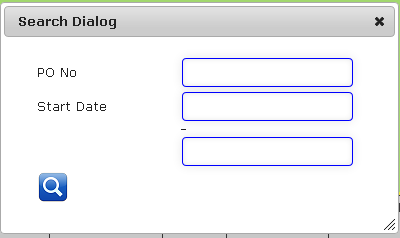 Search Dialog
PO No
Start Date
–